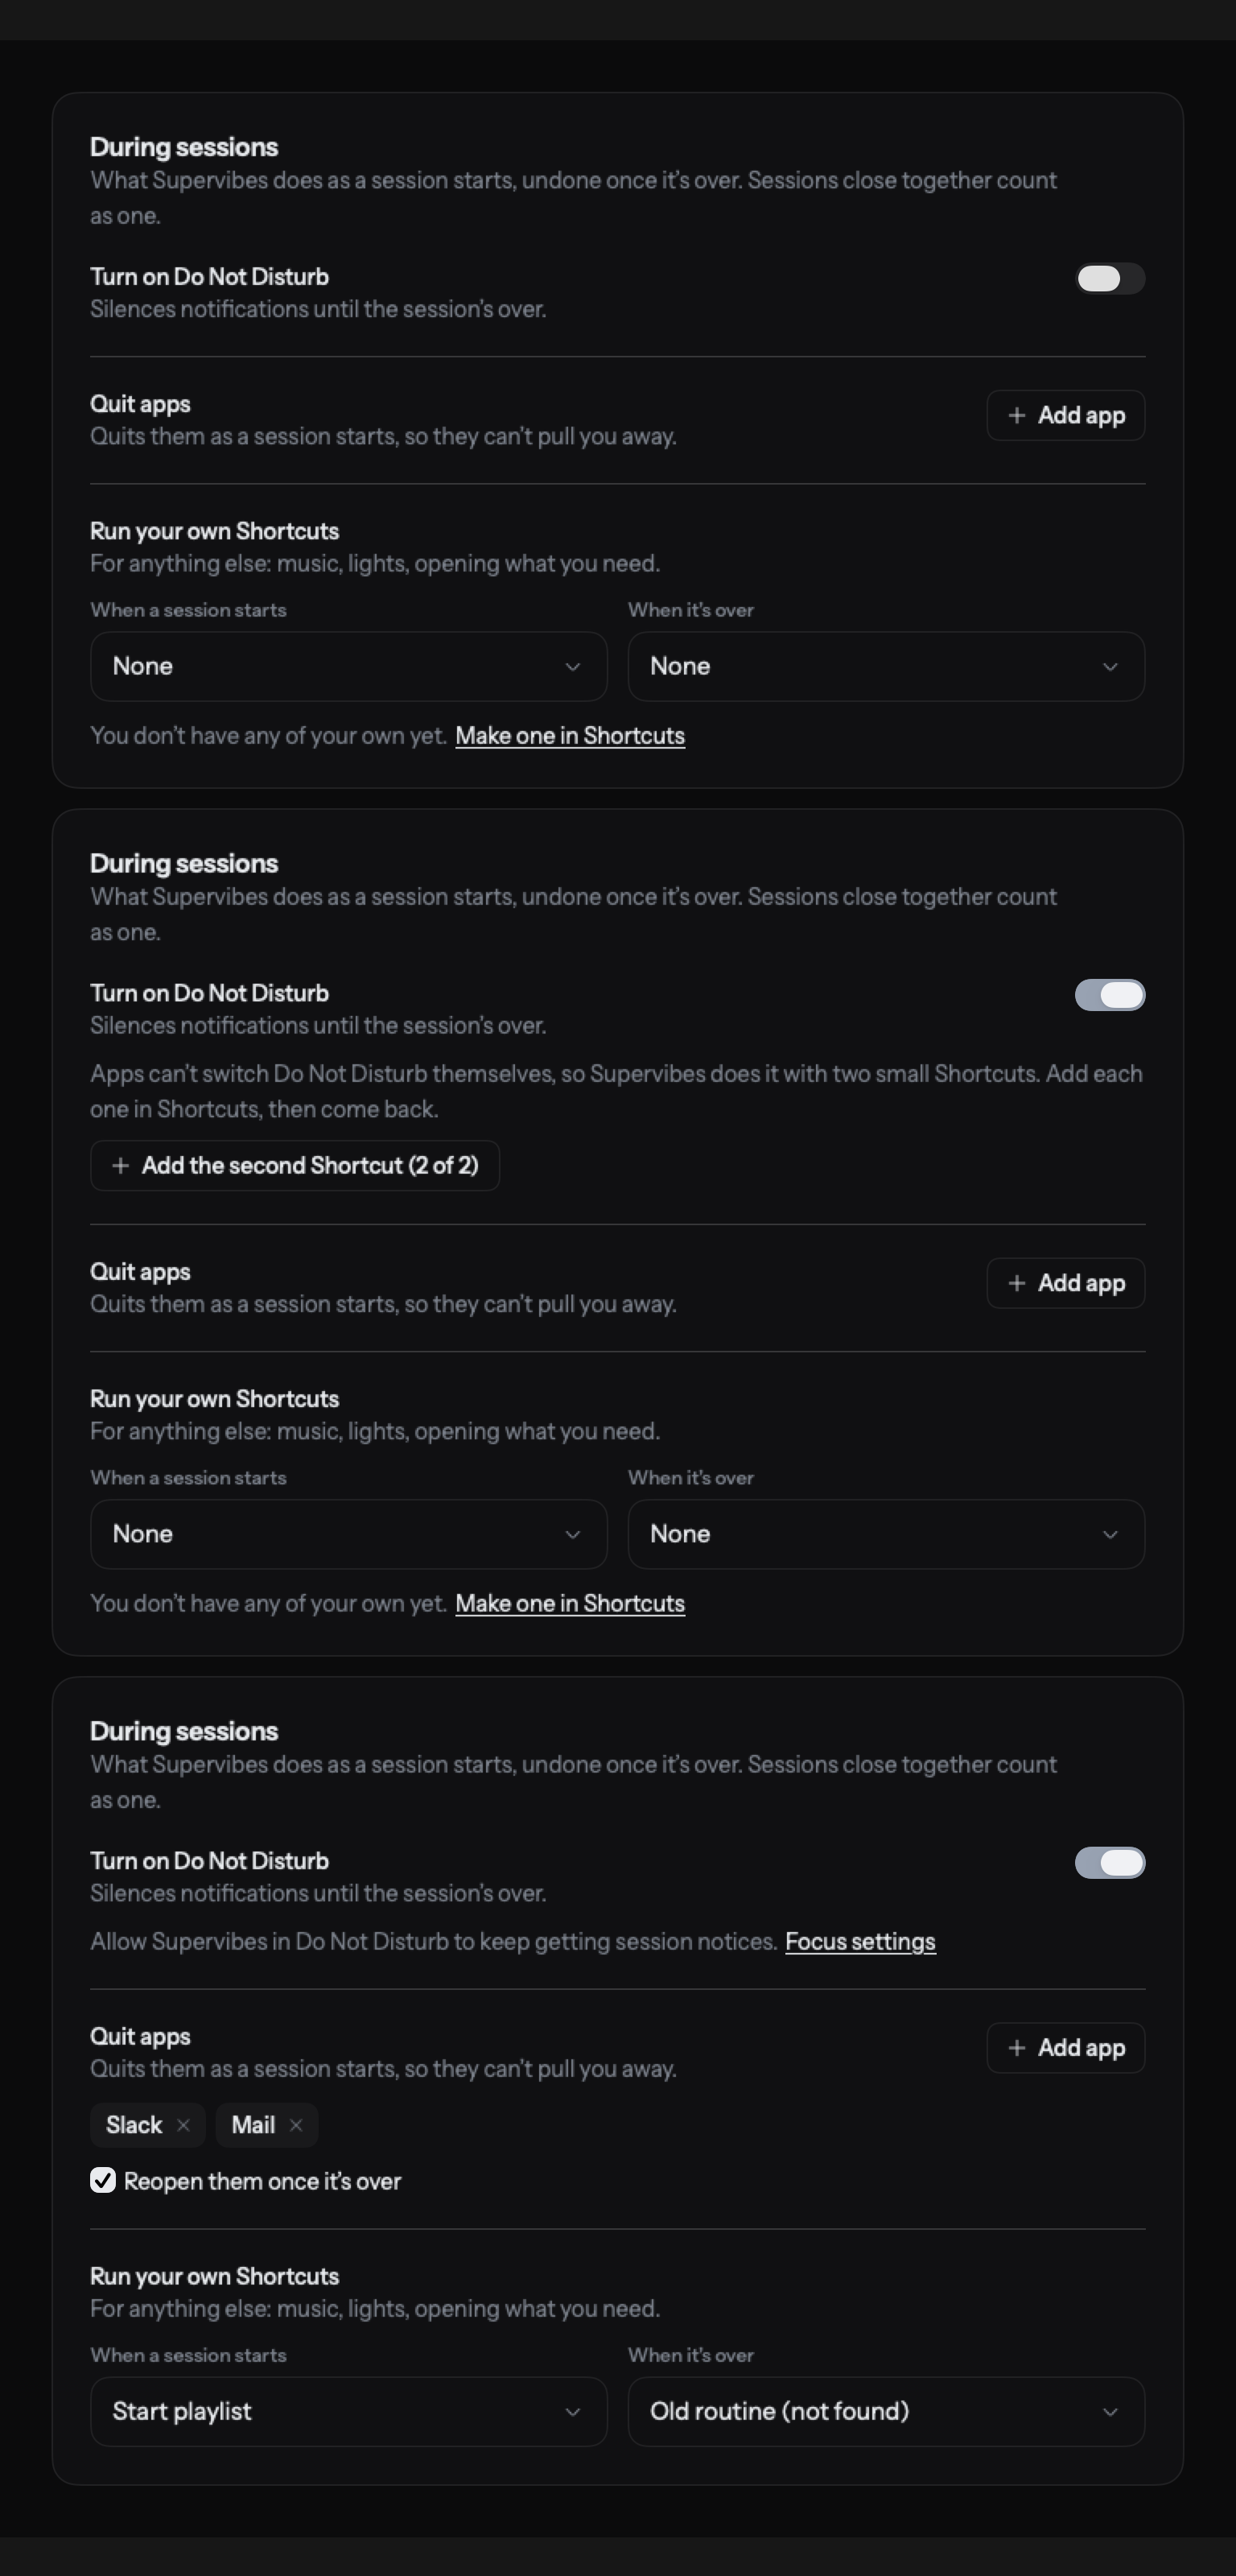 During sessions
What Supervibes does as a session starts, undone once it’s over. Sessions close together count
as one.
Turn on Do Not Disturb
Silences notifications until the session’s over.
Quit apps
Quits them as a session starts, so they can’t pull you away.
+ Add app
Run your own Shortcuts
For anything else: music, lights, opening what you need.
When a session starts
When it’s over
None
None
You don’t have any of your own yet. Make one in Shortcuts
During sessions
What Supervibes does as a session starts, undone once it’s over. Sessions close together count
as one.
Turn on Do Not Disturb
Silences notifications until the session’s over.
Apps can’t switch Do Not Disturb themselves, so Supervibes does it with two small Shortcuts. Add each
one in Shortcuts, then come back.
+ Add the second Shortcut (2 of 2)
Quit apps
Quits them as a session starts, so they can’t pull you away.
+ Add app
Run your own Shortcuts
For anything else: music, lights, opening what you need.
When a session starts
When it’s over
None
None
You don’t have any of your own yet. Make one in Shortcuts
During sessions
What Supervibes does as a session starts, undone once it’s over. Sessions close together count
as one.
Turn on Do Not Disturb
Silences notifications until the session’s over.
Allow Supervibes in Do Not Disturb to keep getting session notices. Focus settings
Quit apps
Quits them as a session starts, so they can’t pull you away.
+ Add app
Slack ×
Mail ×
Reopen them once it’s over
Run your own Shortcuts
For anything else: music, lights, opening what you need.
When a session starts
When it’s over
Start playlist
Old routine (not found)